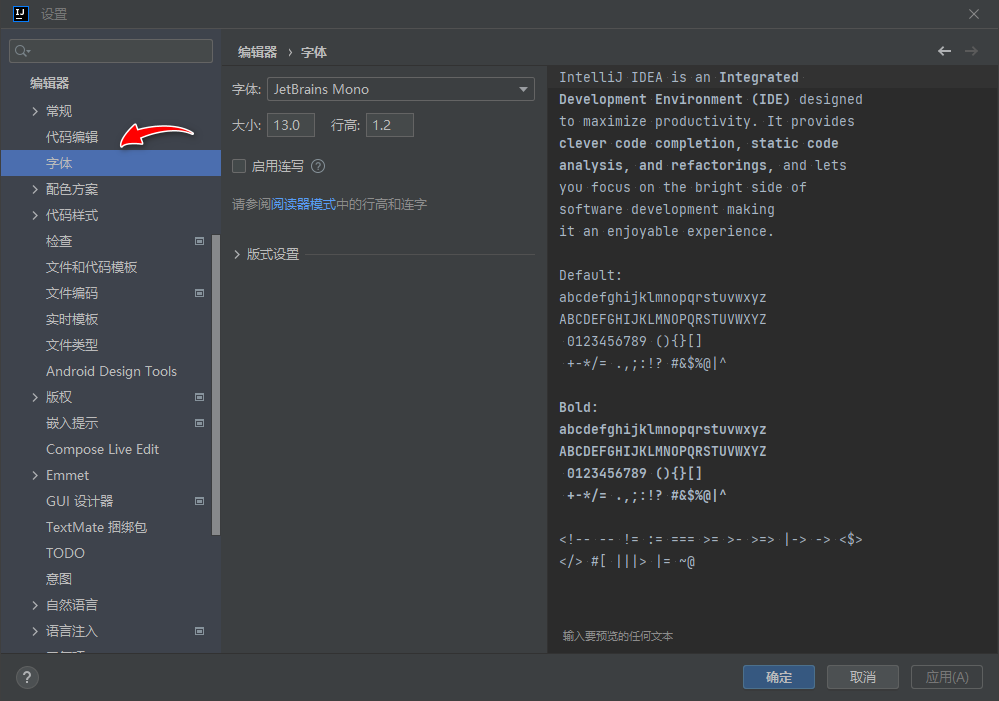 设置
编辑器
常规
代码编辑
字体
配色方案
代码样式
检查
文件和代码模板
文件编码
实时模板
文件类型
Android Design Tools
版权
嵌入提示
Compose Live Edit
Emmet
GUI 设计器
TextMate 捆绑包
TODO
意图
自然语言
语言注入
编辑器 › 字体
字体: JetBrains Mono
大小: 13.0 行高: 1.2
启用连写 ?
请参阅阅读器模式中的行高和连字
版式设置
IntelliJ IDEA is an Integrated
Development Environment (IDE) designed
to maximize productivity. It provides
clever code completion, static code
analysis, and refactorings, and lets
you focus on the bright side of
software development making
it an enjoyable experience.
Default:
abcdefghijklmnopqrstuvwxyz
ABCDEFGHIJKLMNOPQRSTUVWXYZ
0123456789 (){}[]
+-*/= .,;:!? #&$%@|^
Bold:
abcdefghijklmnopqrstuvwxyz
ABCDEFGHIJKLMNOPQRSTUVWXYZ
0123456789 (){}[]
+-*/= .,;:!? #&$%@|^
<!-- -- != := === >= >- >=> |-> -> <$>
</> #[ |||> |= ~@
输入要预览的任何文本
? 确定 取消 应用(A)